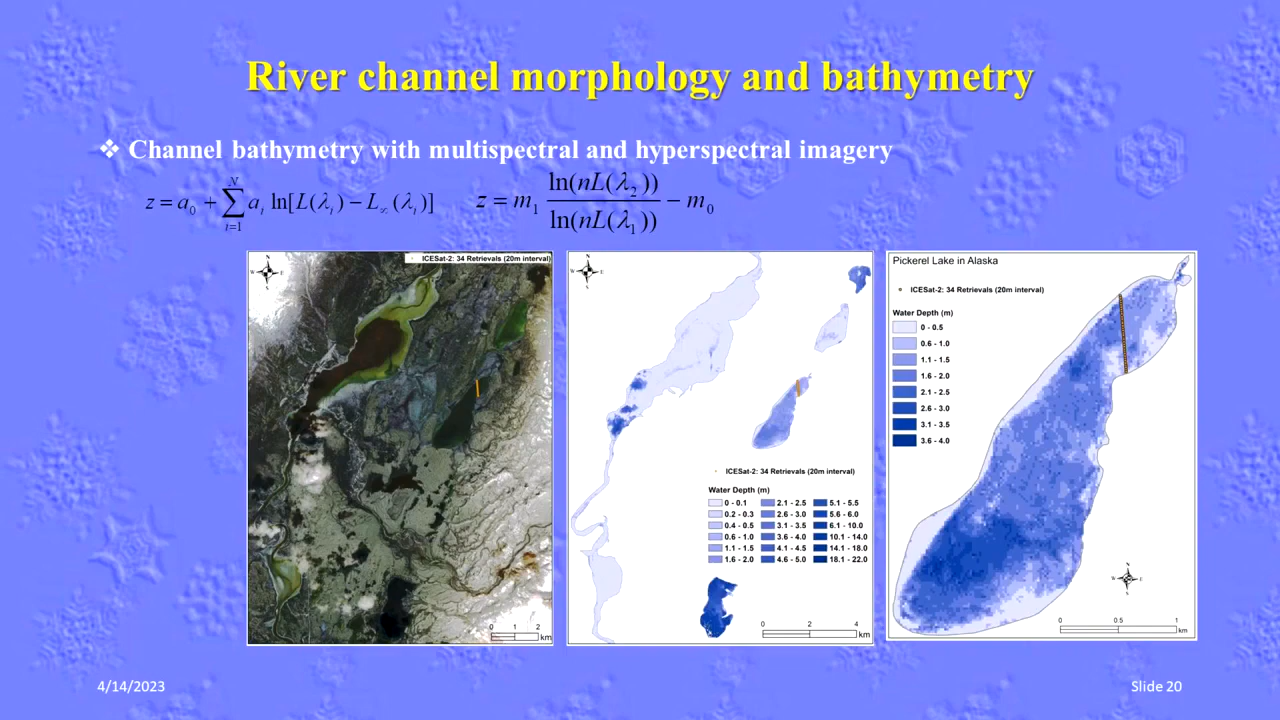 River channel morphology and bathymetry
❖ Channel bathymetry with multispectral and hyperspectral imagery
z = a₀ + ∑ᵢ₌₁ᴺ aᵢ ln[L(λᵢ) − L∞(λᵢ)]
z = m₁ ln(nL(λ₂)) / ln(nL(λ₁)) − m₀
ICESat-2: 34 Retrievals (20m interval)
N
W E
0 1 2
km
N
W E
ICESat-2: 34 Retrievals (20m interval)
Water Depth (m)
0 - 0.1 2.1 - 2.5 5.1 - 5.5
0.2 - 0.3 2.6 - 3.0 5.6 - 6.0
0.4 - 0.5 3.1 - 3.5 6.1 - 10.0
0.6 - 1.0 3.6 - 4.0 10.1 - 14.0
1.1 - 1.5 4.1 - 4.5 14.1 - 18.0
1.6 - 2.0 4.6 - 5.0 18.1 - 22.0
0 2 4
km
Pickerel Lake in Alaska
ICESat-2: 34 Retrievals (20m interval)
Water Depth (m)
0 - 0.5
0.6 - 1.0
1.1 - 1.5
1.6 - 2.0
2.1 - 2.5
2.6 - 3.0
3.1 - 3.5
3.6 - 4.0
N
W E
0 0.5 1
km
4/14/2023
Slide 20